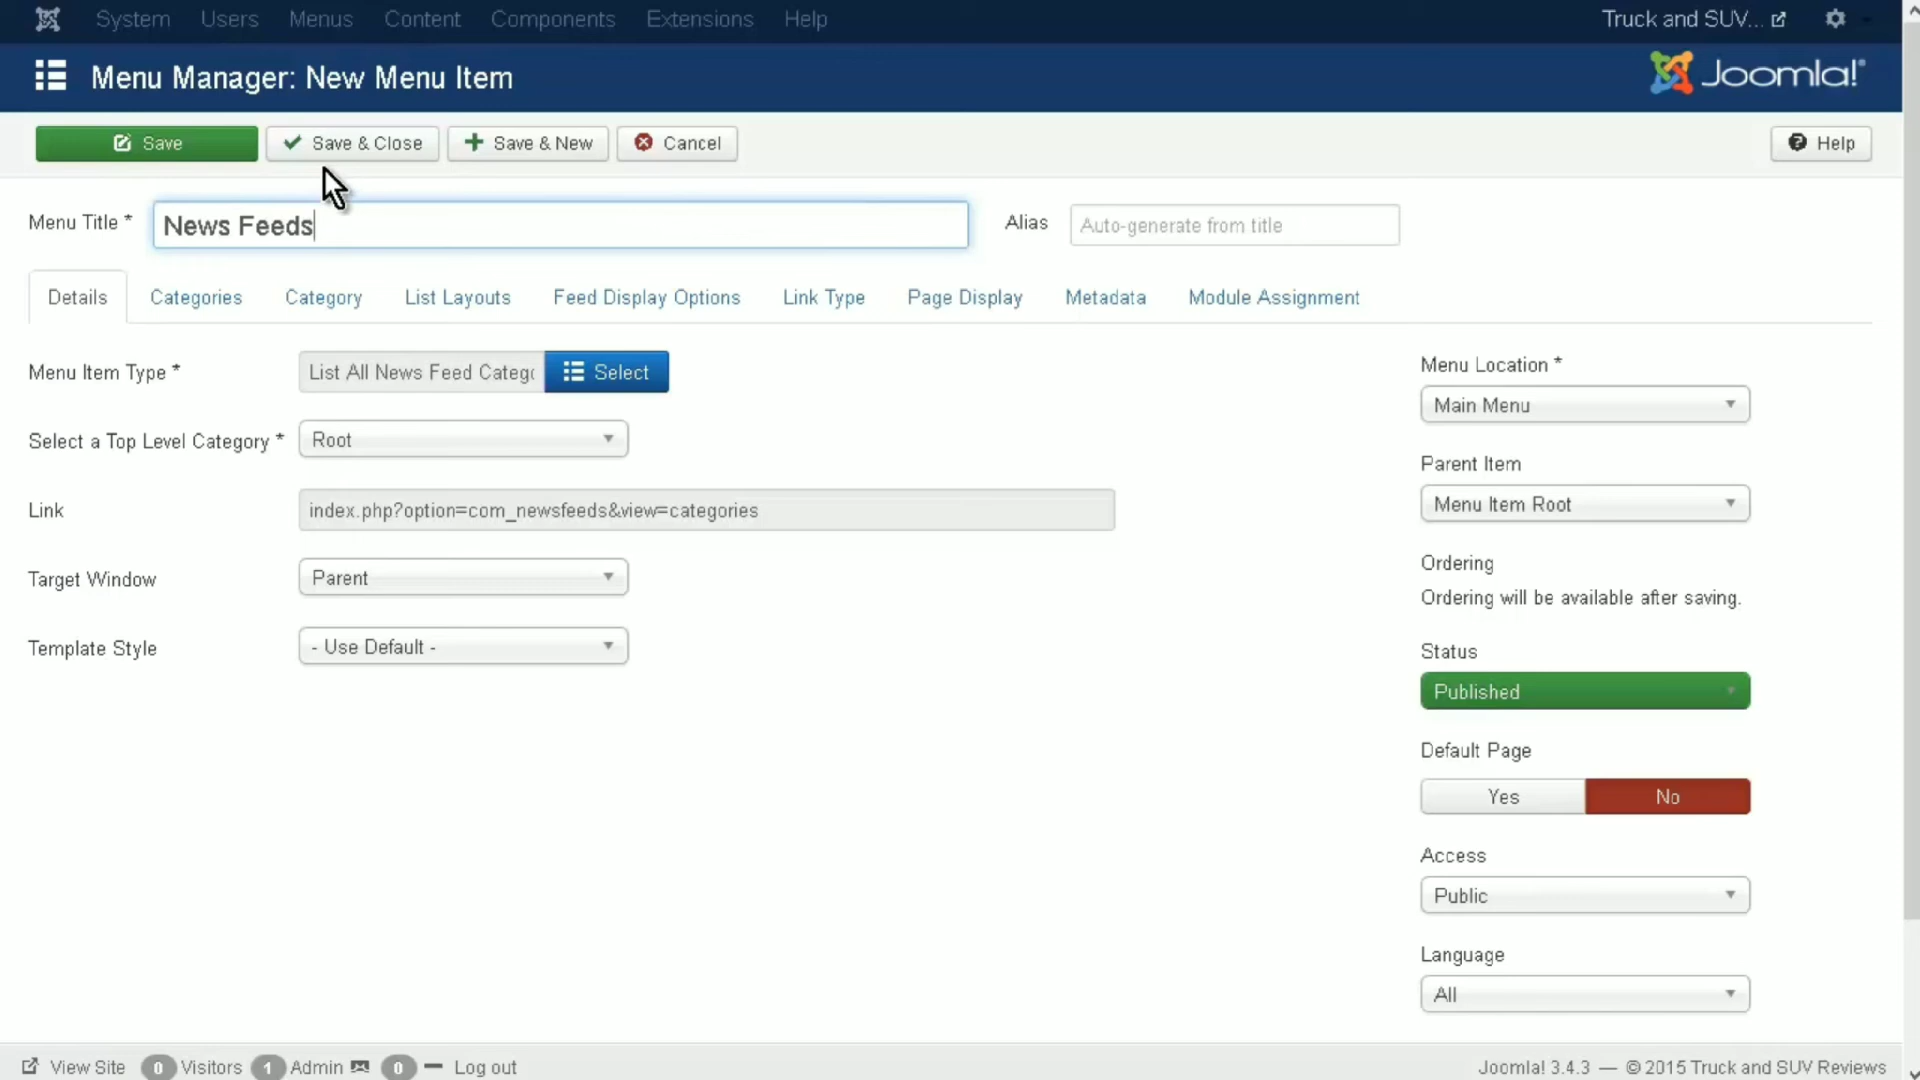 System Users Menus Content Components Extensions Help Truck and SUV...
Menu Manager: New Menu Item Joomla!®
Save Save & Close Save & New Cancel Help
Menu Title * News Feeds Alias Auto-generate from title
Details Categories Category List Layouts Feed Display Options Link Type Page Display Metadata Module Assignment
Menu Item Type * List All News Feed Catego Select
Select a Top Level Category * Root
Link index.php?option=com_newsfeeds&view=categories
Target Window Parent
Template Style - Use Default -
Menu Location *
Main Menu
Parent Item
Menu Item Root
Ordering
Ordering will be available after saving.
Status
Published
Default Page
Yes No
Access
Public
Language
All
View Site 0 Visitors 1 Admin 0 Log out Joomla! 3.4.3 — © 2015 Truck and SUV Reviews